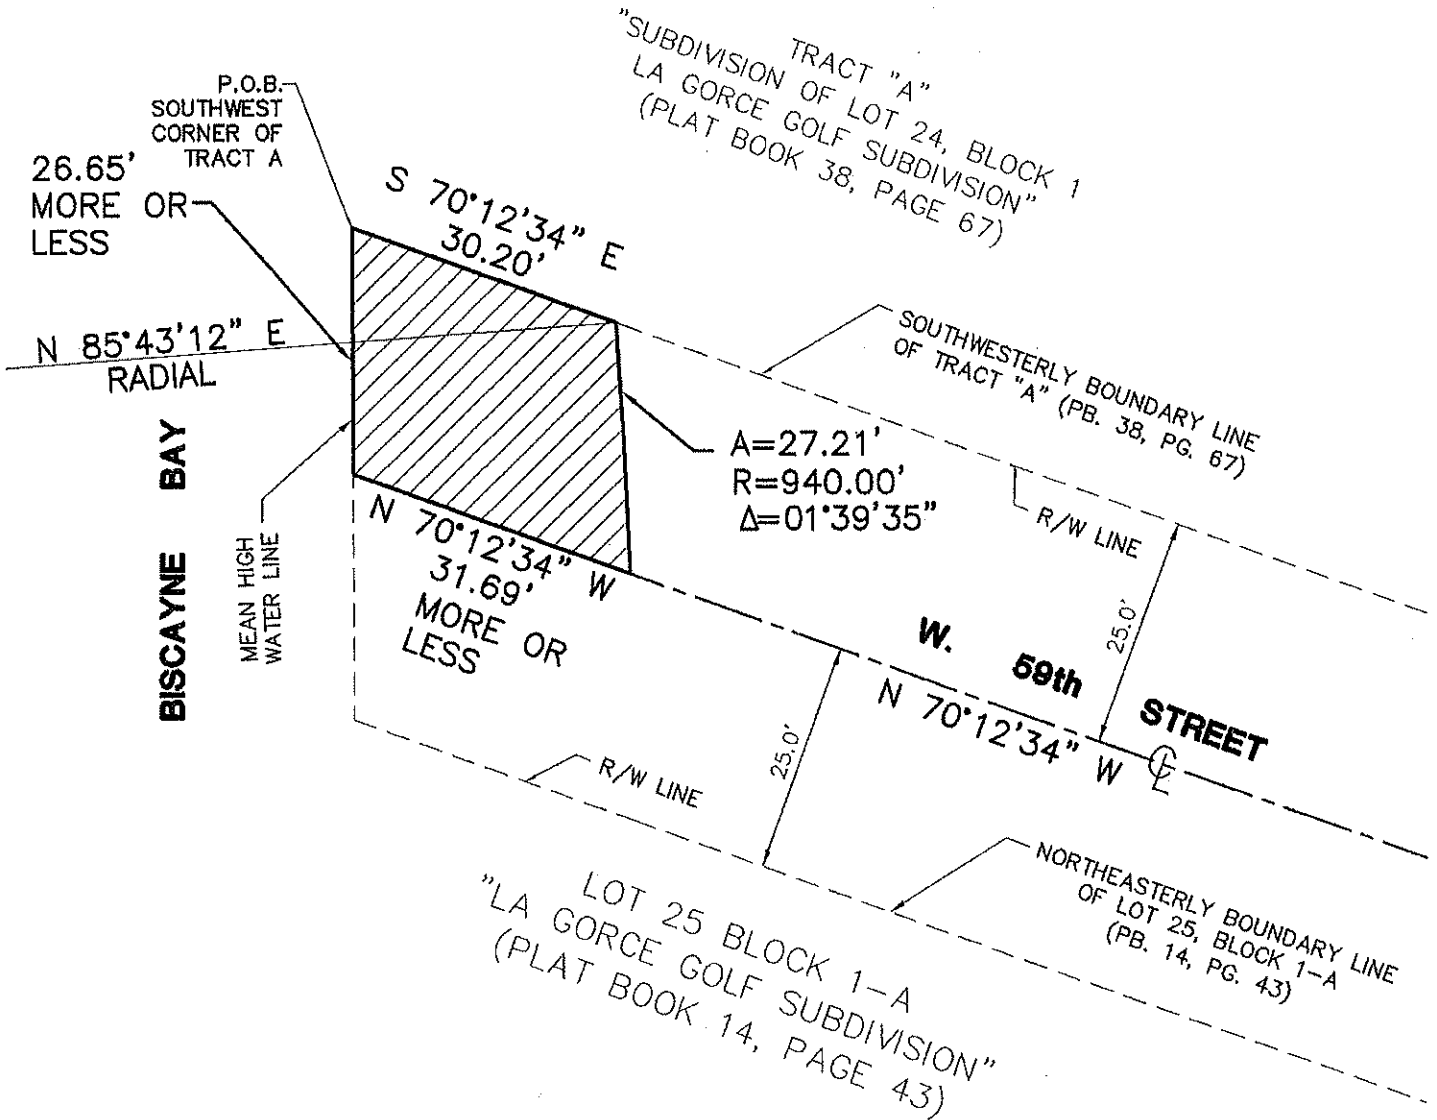 TRACT "A"
"SUBDIVISION OF LOT 24, BLOCK 1
LA GORCE GOLF SUBDIVISION"
(PLAT BOOK 38, PAGE 67)
P.O.B.
SOUTHWEST
CORNER OF
TRACT A
26.65'
MORE OR
LESS
S 70°12'34" E
30.20'
N 85°43'12" E
RADIAL
SOUTHWESTERLY BOUNDARY LINE
OF TRACT "A" (PB. 38, PG. 67)
A=27.21'
R=940.00'
Δ=01°39'35"
R/W LINE
BISCAYNE BAY
MEAN HIGH
WATER LINE
N 70°12'34" W
31.69'
MORE OR
LESS
25.0'
W. 59th STREET
N 70°12'34" W
CL
25.0'
R/W LINE
NORTHEASTERLY BOUNDARY LINE
OF LOT 25, BLOCK 1-A
(PB. 14, PG. 43)
LOT 25 BLOCK 1-A
"LA GORCE GOLF SUBDIVISION"
(PLAT BOOK 14, PAGE 43)